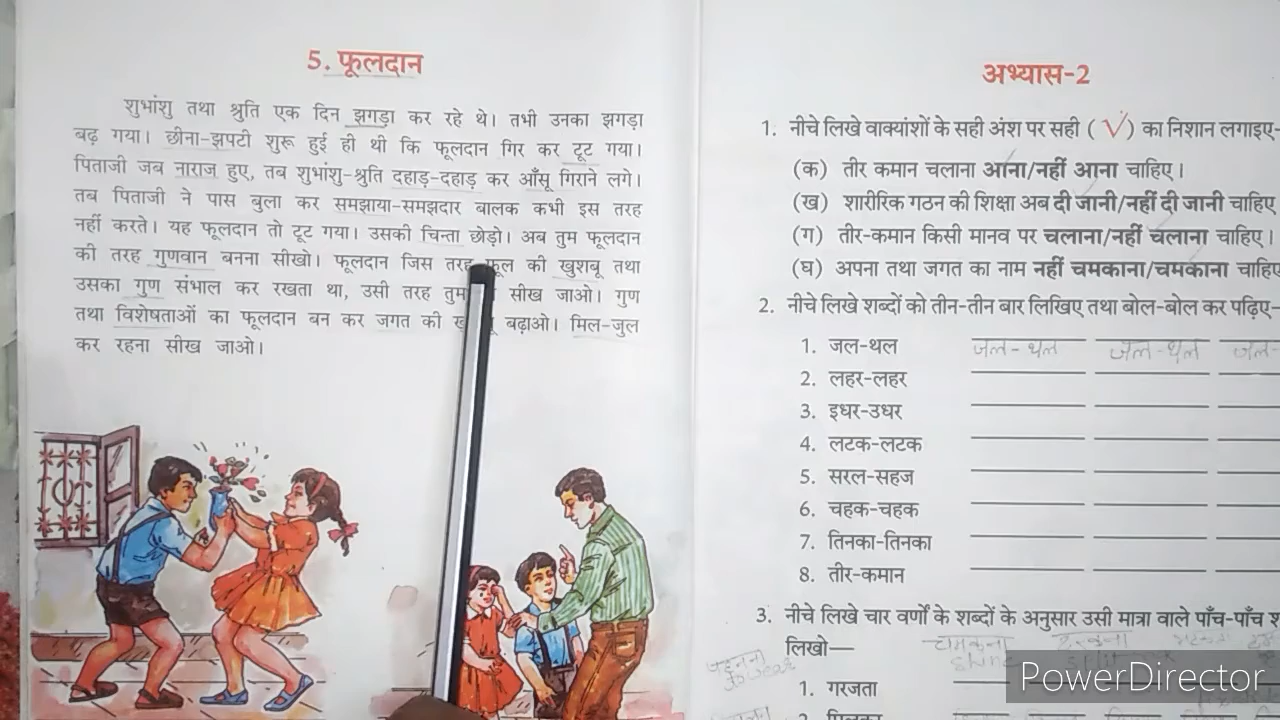 5. फूलदान
शुभांशु तथा श्रुति एक दिन झगड़ा कर रहे थे। तभी उनका झगड़ा
बढ़ गया। छीना-झपटी शुरू हुई ही थी कि फूलदान गिर कर टूट गया।
पिताजी जब नाराज हुए, तब शुभांशु-श्रुति दहाड़-दहाड़ कर आँसू गिराने लगे।
तब पिताजी ने पास बुला कर समझाया-समझदार बालक कभी इस तरह
नहीं करते। यह फूलदान तो टूट गया। उसकी चिन्ता छोड़ो। अब तुम फूलदान
की तरह गुणवान बनना सीखो। फूलदान जिस तरह फूल की खुशबू तथा
उसका गुण संभाल कर रखता था, उसी तरह तुम सीख जाओ। गुण
तथा विशेषताओं का फूलदान बन कर जगत की बढ़ाओ। मिल-जुल
कर रहना सीख जाओ।
अभ्यास-2
1. नीचे लिखे वाक्यांशों के सही अंश पर सही (√) का निशान लगाइए-
(क) तीर कमान चलाना आना/नहीं आना चाहिए।
(ख) शारीरिक गठन की शिक्षा अब दी जानी/नहीं दी जानी चाहिए
(ग) तीर-कमान किसी मानव पर चलाना/नहीं चलाना चाहिए।
(घ) अपना तथा जगत का नाम नहीं चमकाना/चमकाना चाहिए
2. नीचे लिखे शब्दों को तीन-तीन बार लिखिए तथा बोल-बोल कर पढ़िए-
1. जल-थल जल-थल जल-थल जल-
2. लहर-लहर
3. इधर-उधर
4. लटक-लटक
5. सरल-सहज
6. चहक-चहक
7. तिनका-तिनका
8. तीर-कमान
3. नीचे लिखे चार वर्णों के शब्दों के अनुसार उसी मात्रा वाले पाँच-पाँच
लिखो— चमकना
1. गरजता
PowerDirector